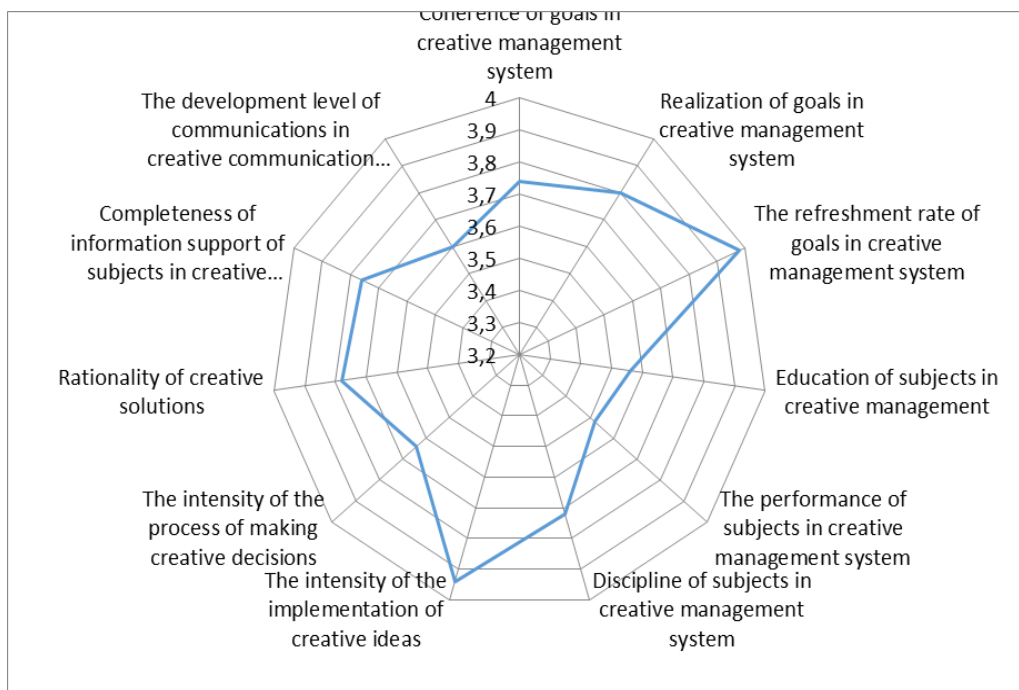 Coherence of goals in
creative management
system
Realization of goals in
creative management
system
The refreshment rate of
goals in creative
management system
Education of subjects in
creative management
The performance of
subjects in creative
management system
Discipline of subjects in
creative management
system
The intensity of the
implementation of
creative ideas
The intensity of the
process of making
creative decisions
Rationality of creative
solutions
Completeness of
information support of
subjects in creative...
The development level of
communications in
creative communication...
4
3,9
3,8
3,7
3,6
3,5
3,4
3,3
3,2